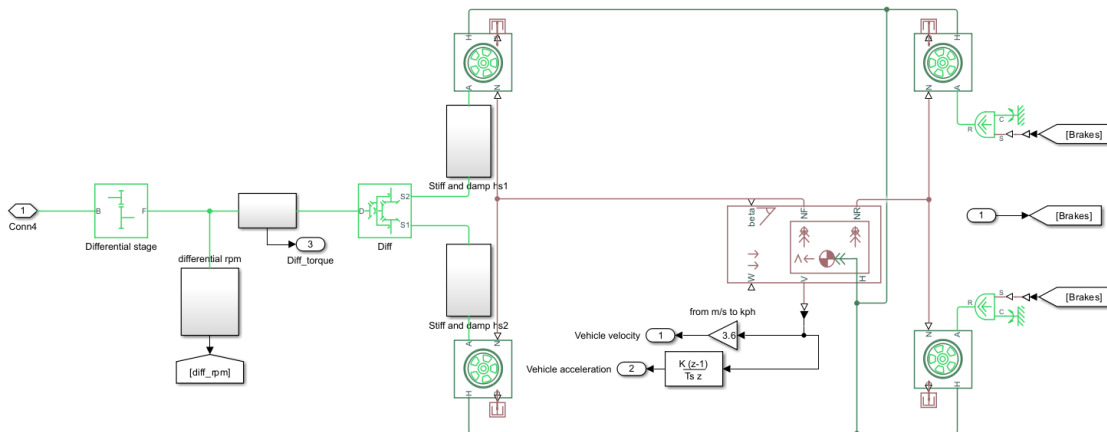 H
A
N
H
N
A
R
C
S
[Brakes]
Stiff and damp hs1
1
Conn4
B
F
Differential stage
D
S2
S1
Diff
3
Diff_torque
differential rpm
[diff_rpm]
Stiff and damp hs2
beta
NF
NR
W
V
H
1
[Brakes]
from m/s to kph
Vehicle velocity
1
3.6
Vehicle acceleration
2
K (z-1)
Ts z
S
R
C
[Brakes]
A
N
H
N
A
H